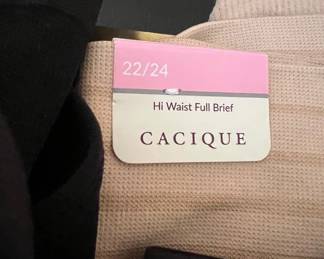 22/24
Hi Waist Full Brief
CACIQUE